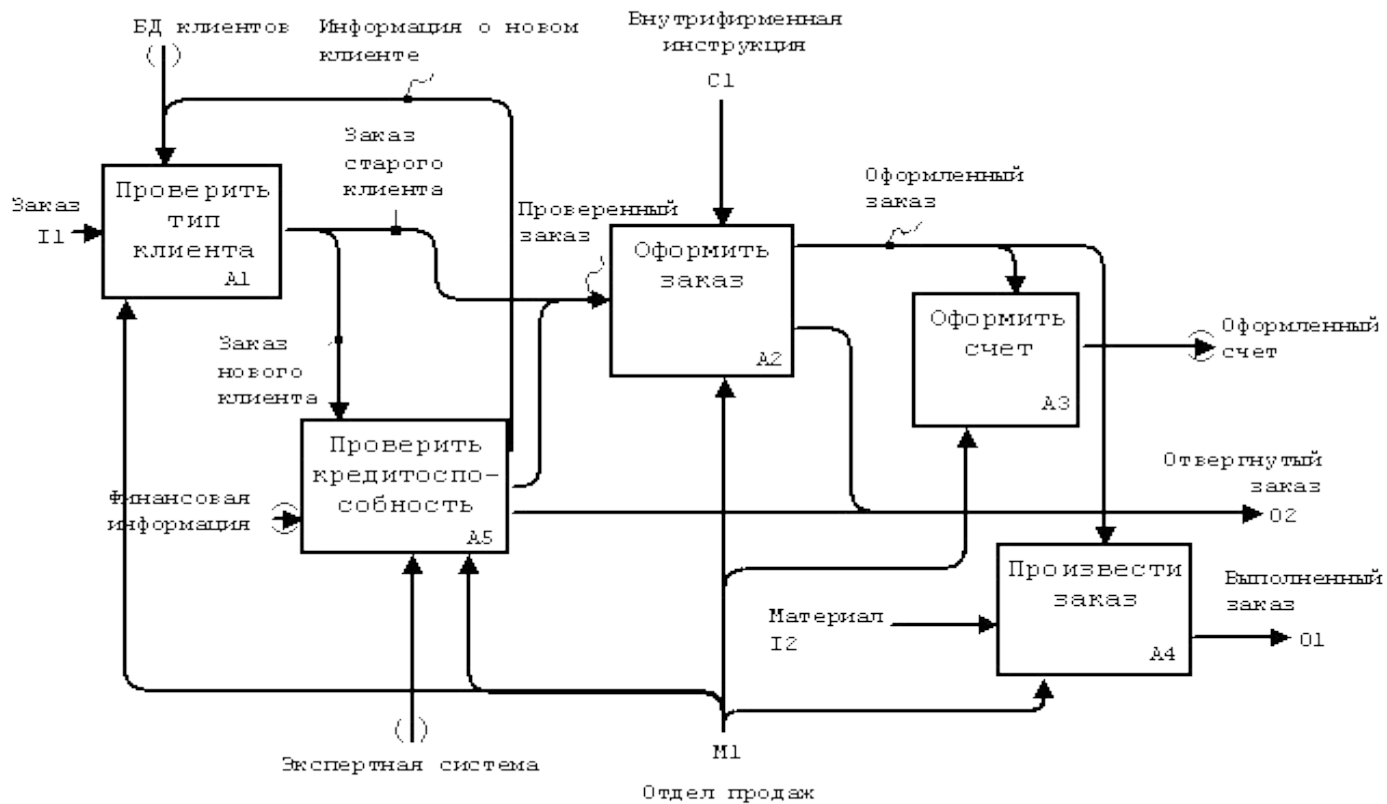 БД клиентов
Информация о новом
клиенте
Внутрифирменная
инструкция
C1
Заказ
старого
клиента
Проверить
тип
клиента
A1
Заказ
I1
Проверенный
заказ
Оформить
заказ
A2
Оформленный
заказ
Оформить
счет
A3
Оформленный
счет
Заказ
нового
клиента
Проверить
кредитоспо-
собность
A5
Финансовая
информация
Отвергнутый
заказ
O2
Произвести
заказ
A4
Материал
I2
Выполненный
заказ
O1
Экспертная система
M1
Отдел продаж